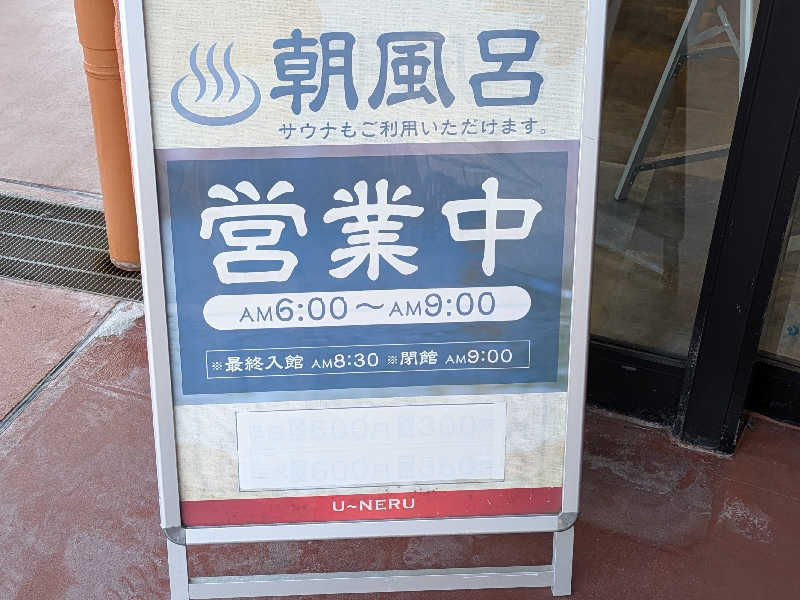 朝風呂
サウナもご利用いただけます。
営業中
AM6:00〜AM9:00
※最終入館 AM8:30 ※閉館 AM9:00
U~NERU